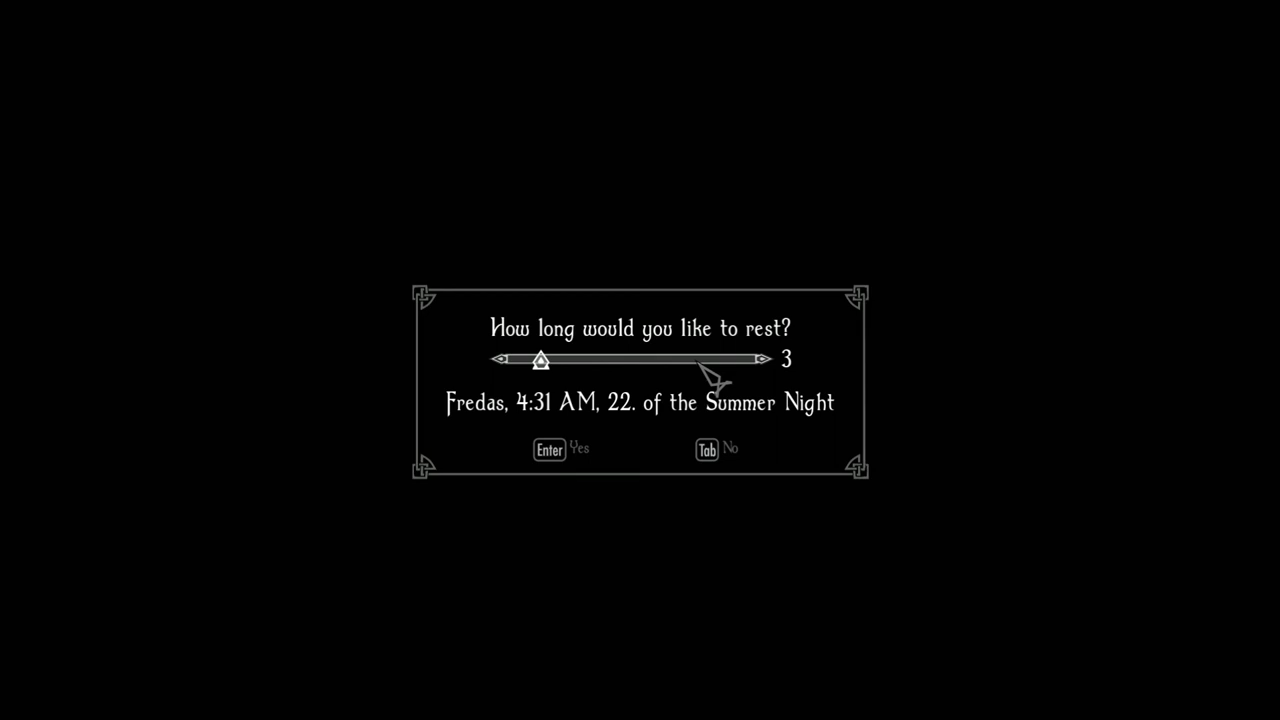 How long would you like to rest?
3
Fredas, 4:31 AM, 22. of the Summer Night
Enter Yes Tab No